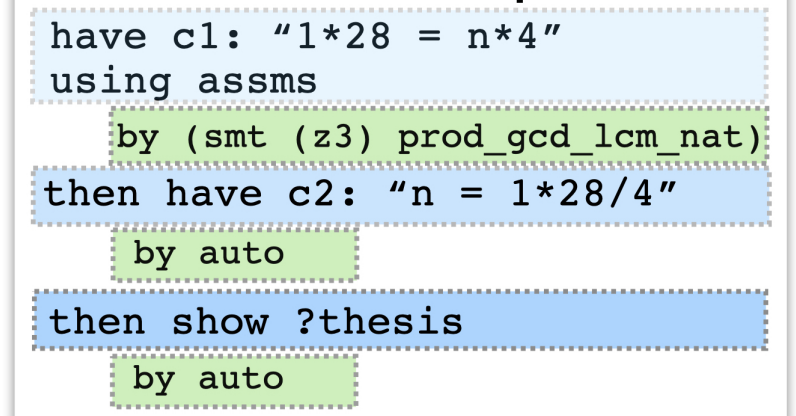 have c1: “1*28 = n*4”
using assms
by (smt (z3) prod_gcd_lcm_nat)
then have c2: “n = 1*28/4”
by auto
then show ?thesis
by auto